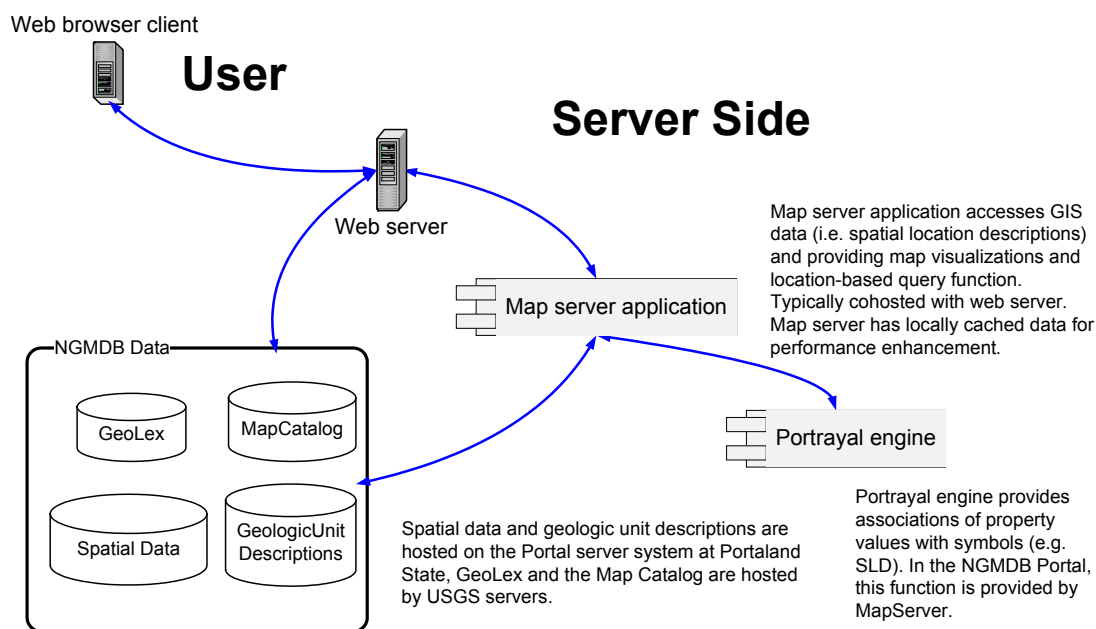 Web browser client
User
Server Side
Web server
Map server application accesses GIS
data (i.e. spatial location descriptions)
and providing map visualizations and
location-based query function.
Typically cohosted with web server.
Map server has locally cached data for
performance enhancement.
Map server application
NGMDB Data
GeoLex
MapCatalog
Spatial Data
GeologicUnit
Descriptions
Portrayal engine
Spatial data and geologic unit descriptions are
hosted on the Portal server system at Portaland
State, GeoLex and the Map Catalog are hosted
by USGS servers.
Portrayal engine provides
associations of property
values with symbols (e.g.
SLD). In the NGMDB Portal,
this function is provided by
MapServer.